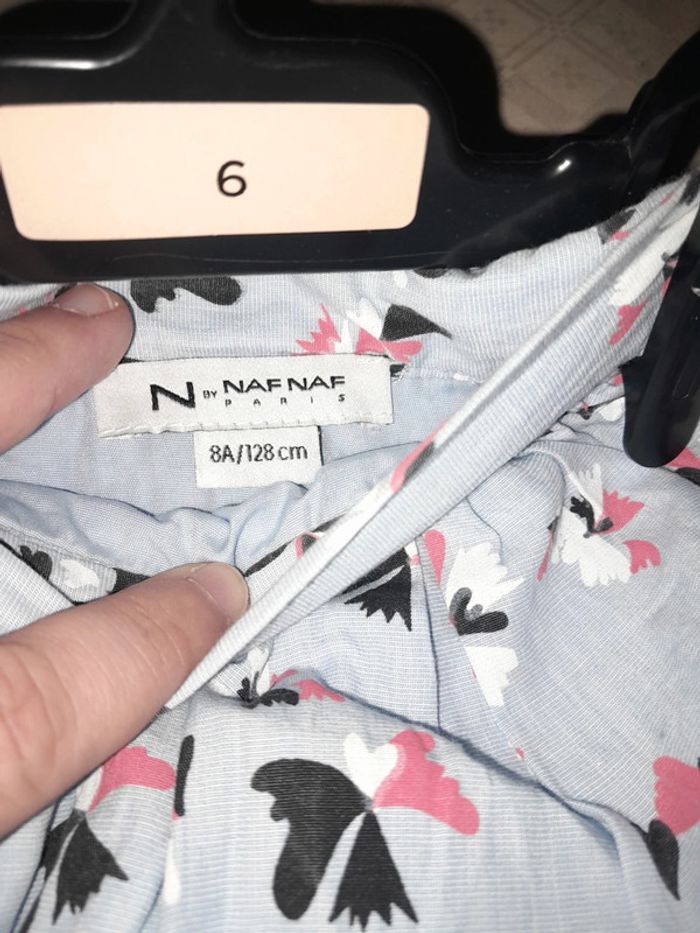 6
N BY NAF NAF
PARIS
8A/128 cm